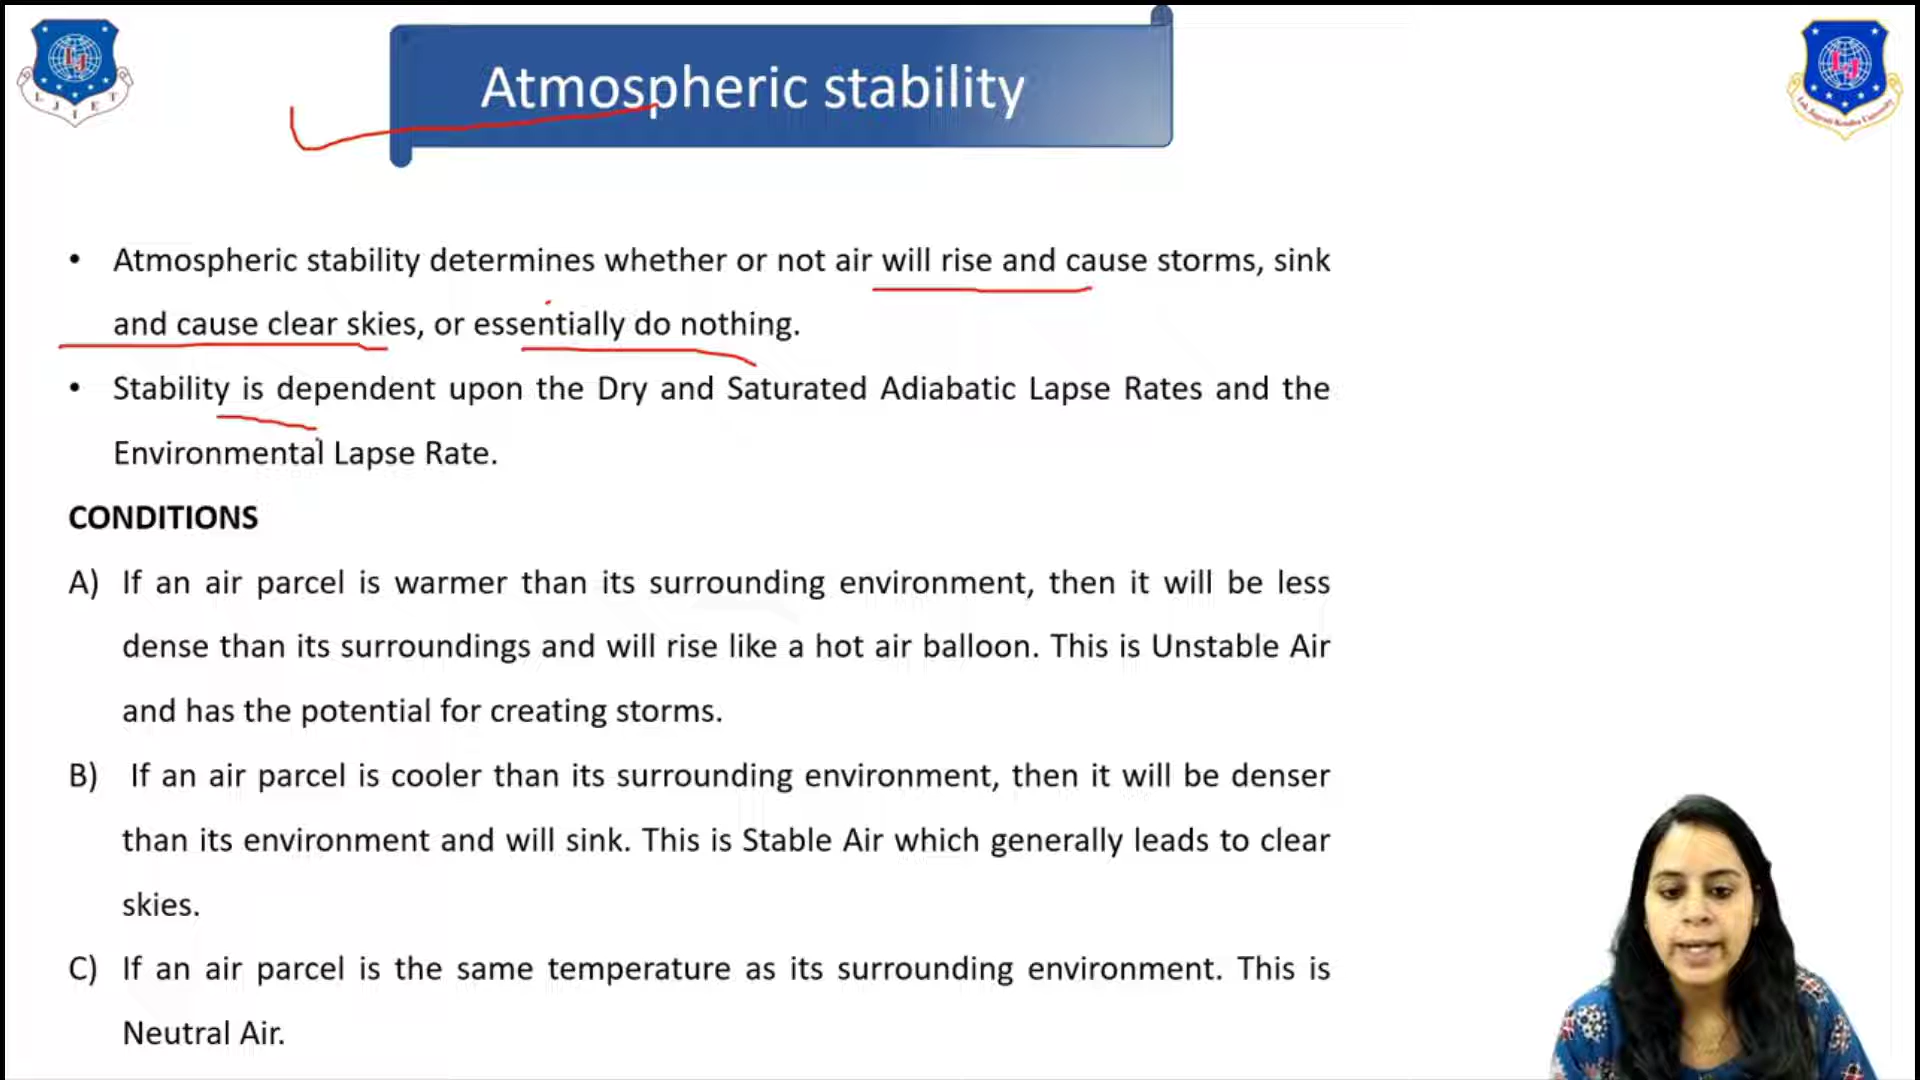 L J I E T
Atmospheric stability
LJ
Lok Jagruti Kendra University
• Atmospheric stability determines whether or not air will rise and cause storms, sink
and cause clear skies, or essentially do nothing.
• Stability is dependent upon the Dry and Saturated Adiabatic Lapse Rates and the
Environmental Lapse Rate.
CONDITIONS
A) If an air parcel is warmer than its surrounding environment, then it will be less
dense than its surroundings and will rise like a hot air balloon. This is Unstable Air
and has the potential for creating storms.
B) If an air parcel is cooler than its surrounding environment, then it will be denser
than its environment and will sink. This is Stable Air which generally leads to clear
skies.
C) If an air parcel is the same temperature as its surrounding environment. This is
Neutral Air.